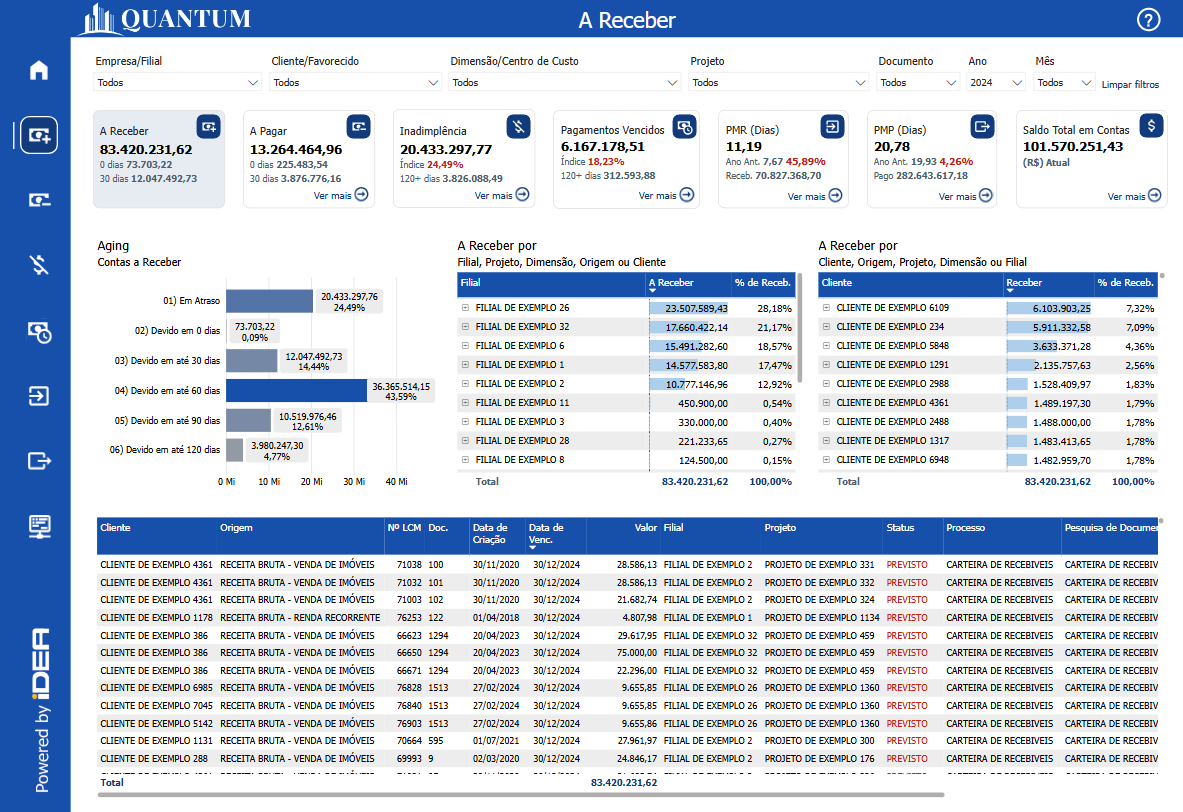 QUANTUM
A Receber
?
Empresa/Filial Cliente/Favorecido Dimensão/Centro de Custo Projeto Documento Ano Mês
Todos Todos Todos Todos Todos 2024 Todos Limpar filtros
A Receber
83.420.231,62
0 dias 73.703,22
30 dias 12.047.492,73
A Pagar
13.264.464,96
0 dias 225.483,54
30 dias 3.876.776,16
Ver mais
Inadimplência
20.433.297,77
Índice 24,49%
120+ dias 3.826.088,49
Ver mais
Pagamentos Vencidos
6.167.178,51
Índice 18,23%
120+ dias 312.593,88
Ver mais
PMR (Dias)
11,19
Ano Ant. 7,67 45,89%
Receb. 70.827.368,70
Ver mais
PMP (Dias)
20,78
Ano Ant. 19,93 4,26%
Pago 282.643.617,18
Ver mais
Saldo Total em Contas
101.570.251,43
(R$) Atual
Ver mais
Aging
Contas a Receber
01) Em Atraso 20.433.297,76
24,49%
02) Devido em 0 dias 73.703,22
0,09%
03) Devido em até 30 dias 12.047.492,73
14,44%
04) Devido em até 60 dias 36.365.514,15
43,59%
05) Devido em até 90 dias 10.519.976,46
12,61%
06) Devido em até 120 dias 3.980.247,30
4,77%
0 Mi 10 Mi 20 Mi 30 Mi 40 Mi
A Receber por
Filial, Projeto, Dimensão, Origem ou Cliente
Filial A Receber % de Receb.
FILIAL DE EXEMPLO 26 23.507.589,43 28,18%
FILIAL DE EXEMPLO 32 17.660.422,14 21,17%
FILIAL DE EXEMPLO 6 15.491.282,60 18,57%
FILIAL DE EXEMPLO 1 14.577.583,80 17,47%
FILIAL DE EXEMPLO 2 10.777.146,96 12,92%
FILIAL DE EXEMPLO 11 450.900,00 0,54%
FILIAL DE EXEMPLO 3 330.000,00 0,40%
FILIAL DE EXEMPLO 28 221.233,65 0,27%
FILIAL DE EXEMPLO 8 124.500,00 0,15%
Total 83.420.231,62 100,00%
A Receber por
Cliente, Origem, Projeto, Dimensão ou Filial
Cliente Receber % de Receb.
CLIENTE DE EXEMPLO 6109 6.103.903,25 7,32%
CLIENTE DE EXEMPLO 234 5.911.332,58 7,09%
CLIENTE DE EXEMPLO 5848 3.633.371,28 4,36%
CLIENTE DE EXEMPLO 1291 2.135.757,63 2,56%
CLIENTE DE EXEMPLO 2988 1.528.409,97 1,83%
CLIENTE DE EXEMPLO 4361 1.489.197,30 1,79%
CLIENTE DE EXEMPLO 2488 1.488.000,00 1,78%
CLIENTE DE EXEMPLO 1317 1.483.413,65 1,78%
CLIENTE DE EXEMPLO 6948 1.482.959,70 1,78%
Total 83.420.231,62 100,00%
Cliente Origem Nº LCM Doc. Data de Criação Data de Venc. Valor Filial Projeto Status Processo Pesquisa de Documen
CLIENTE DE EXEMPLO 4361 RECEITA BRUTA - VENDA DE IMÓVEIS 71038 100 30/11/2020 30/12/2024 28.586,13 FILIAL DE EXEMPLO 2 PROJETO DE EXEMPLO 331 PREVISTO CARTEIRA DE RECEBIVEIS CARTEIRA DE RECEBIV
CLIENTE DE EXEMPLO 4361 RECEITA BRUTA - VENDA DE IMÓVEIS 71032 101 30/11/2020 30/12/2024 28.586,13 FILIAL DE EXEMPLO 2 PROJETO DE EXEMPLO 332 PREVISTO CARTEIRA DE RECEBIVEIS CARTEIRA DE RECEBIV
CLIENTE DE EXEMPLO 4361 RECEITA BRUTA - VENDA DE IMÓVEIS 71003 102 30/11/2020 30/12/2024 21.682,74 FILIAL DE EXEMPLO 2 PROJETO DE EXEMPLO 324 PREVISTO CARTEIRA DE RECEBIVEIS CARTEIRA DE RECEBIV
CLIENTE DE EXEMPLO 1178 RECEITA BRUTA - RENDA RECORRENTE 76253 122 01/04/2018 30/12/2024 4.807,98 FILIAL DE EXEMPLO 1 PROJETO DE EXEMPLO 1134 PREVISTO CARTEIRA DE RECEBIVEIS CARTEIRA DE RECEBIV
CLIENTE DE EXEMPLO 386 RECEITA BRUTA - VENDA DE IMÓVEIS 66623 1294 20/04/2023 30/12/2024 29.617,95 FILIAL DE EXEMPLO 32 PROJETO DE EXEMPLO 459 PREVISTO CARTEIRA DE RECEBIVEIS CARTEIRA DE RECEBIV
CLIENTE DE EXEMPLO 386 RECEITA BRUTA - VENDA DE IMÓVEIS 66650 1294 20/04/2023 30/12/2024 75.000,00 FILIAL DE EXEMPLO 32 PROJETO DE EXEMPLO 459 PREVISTO CARTEIRA DE RECEBIVEIS CARTEIRA DE RECEBIV
CLIENTE DE EXEMPLO 386 RECEITA BRUTA - VENDA DE IMÓVEIS 66671 1294 20/04/2023 30/12/2024 22.296,00 FILIAL DE EXEMPLO 32 PROJETO DE EXEMPLO 459 PREVISTO CARTEIRA DE RECEBIVEIS CARTEIRA DE RECEBIV
CLIENTE DE EXEMPLO 6985 RECEITA BRUTA - VENDA DE IMÓVEIS 76828 1513 27/02/2024 30/12/2024 9.655,85 FILIAL DE EXEMPLO 26 PROJETO DE EXEMPLO 1360 PREVISTO CARTEIRA DE RECEBIVEIS CARTEIRA DE RECEBIV
CLIENTE DE EXEMPLO 7045 RECEITA BRUTA - VENDA DE IMÓVEIS 76840 1513 27/02/2024 30/12/2024 9.655,85 FILIAL DE EXEMPLO 26 PROJETO DE EXEMPLO 1360 PREVISTO CARTEIRA DE RECEBIVEIS CARTEIRA DE RECEBIV
CLIENTE DE EXEMPLO 5142 RECEITA BRUTA - VENDA DE IMÓVEIS 76903 1513 27/02/2024 30/12/2024 9.655,86 FILIAL DE EXEMPLO 26 PROJETO DE EXEMPLO 1360 PREVISTO CARTEIRA DE RECEBIVEIS CARTEIRA DE RECEBIV
CLIENTE DE EXEMPLO 1131 RECEITA BRUTA - VENDA DE IMÓVEIS 70664 595 01/07/2021 30/12/2024 27.961,97 FILIAL DE EXEMPLO 2 PROJETO DE EXEMPLO 300 PREVISTO CARTEIRA DE RECEBIVEIS CARTEIRA DE RECEBIV
CLIENTE DE EXEMPLO 288 RECEITA BRUTA - VENDA DE IMÓVEIS 69993 9 02/03/2020 30/12/2024 24.846,17 FILIAL DE EXEMPLO 2 PROJETO DE EXEMPLO 176 PREVISTO CARTEIRA DE RECEBIVEIS CARTEIRA DE RECEBIV
Total 83.420.231,62
Powered by iDEA